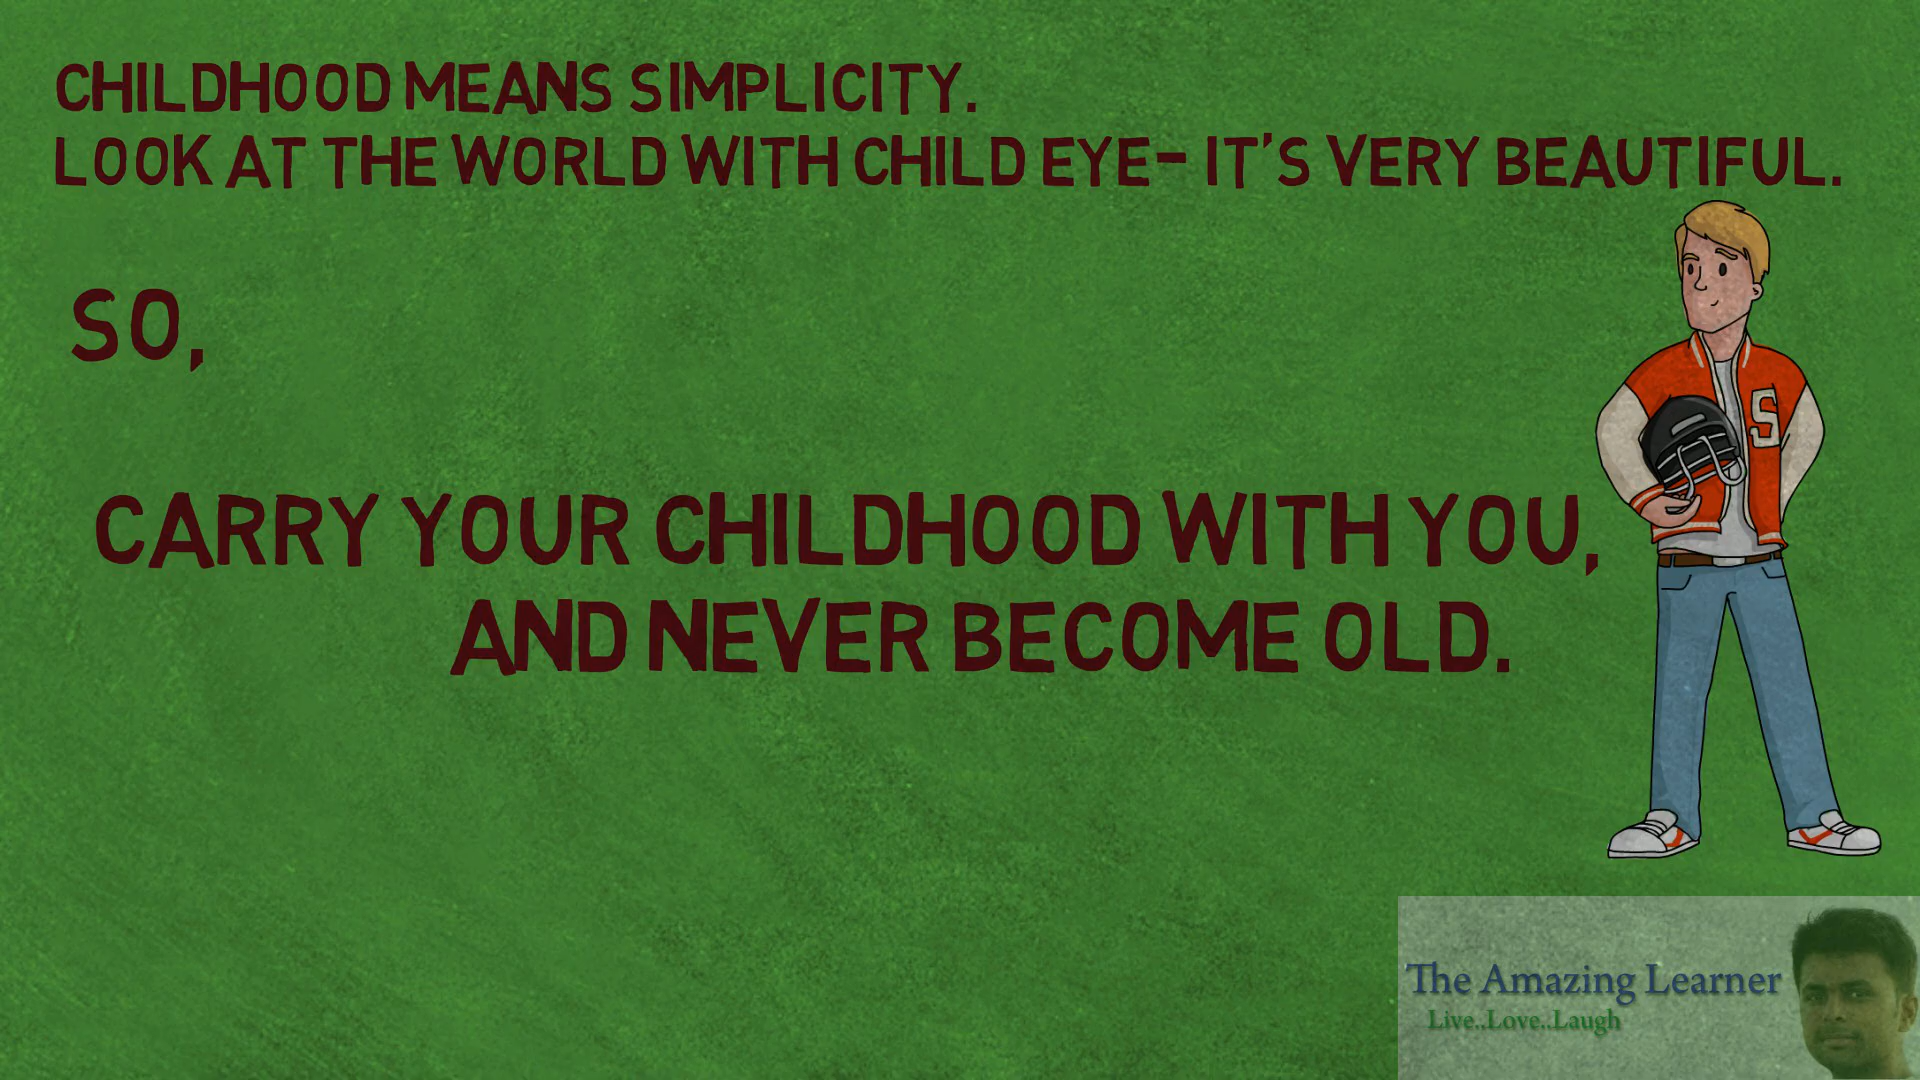 CHILDHOOD MEANS SIMPLICITY.
LOOK AT THE WORLD WITH CHILD EYE- IT'S VERY BEAUTIFUL.
SO,
CARRY YOUR CHILDHOOD WITH YOU,
AND NEVER BECOME OLD.
S
The Amazing Learner
Live..Love..Laugh